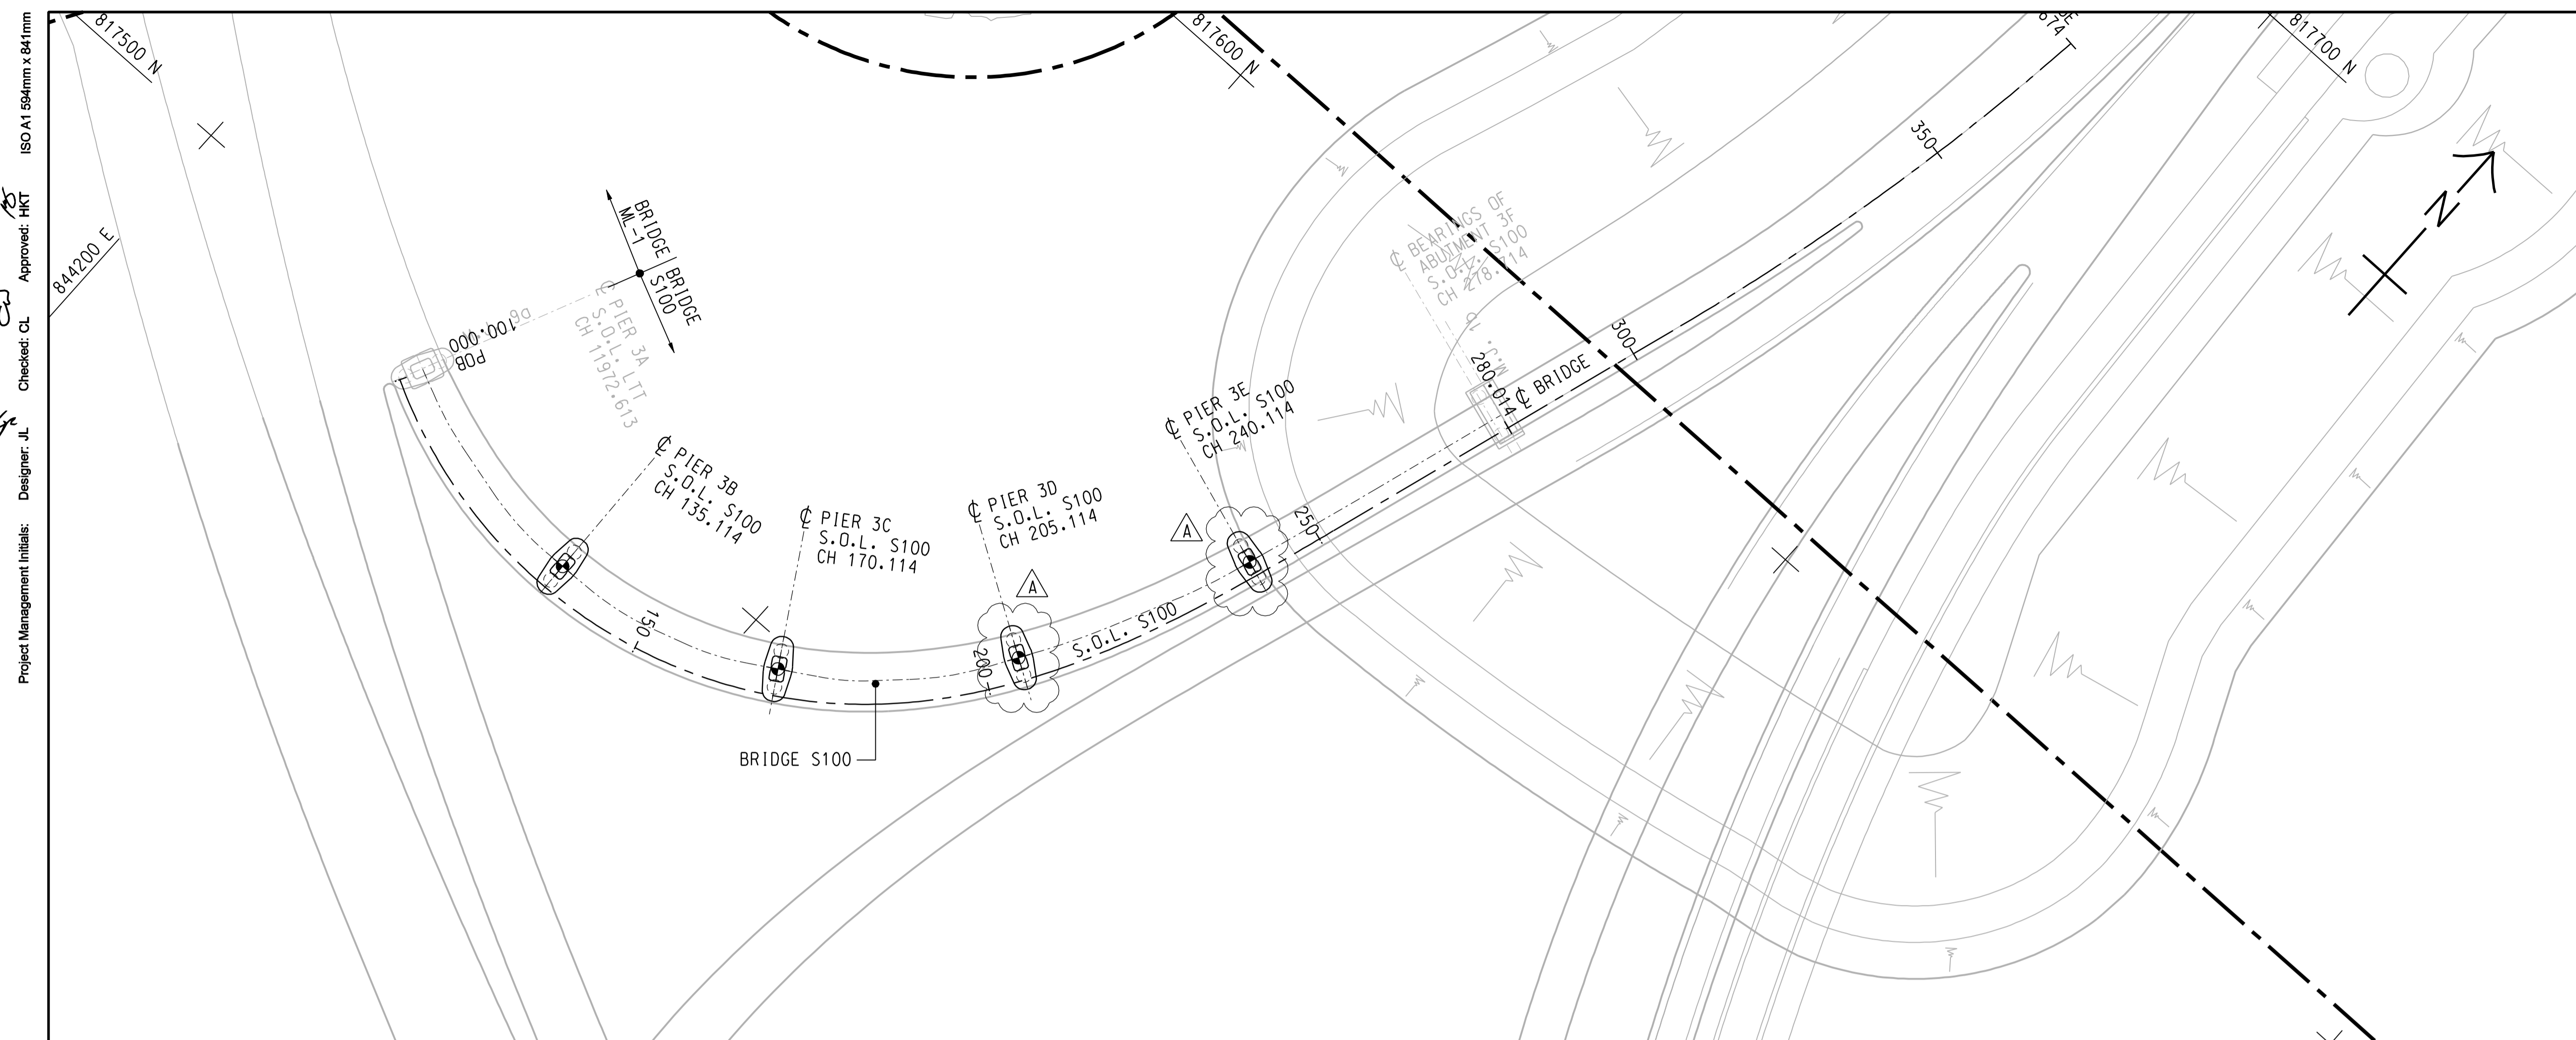 ISO A1 594mm x 841mm
Approved: HKT
Checked: CL
Designer: JL
Project Management Initials:
817500 N
817600 N
817700 N
844200 E
674
350
N
BRIDGE
ML-1
BRIDGE
S100
℄ PIER 3A
S.O.L. LTT
CH 11972.613
100.000
POB
℄ BEARINGS OF
ABUTMENT 3F
S.O.L. S100
CH 278.714
M.J.
300
280.014
℄ BRIDGE
℄ PIER 3B
S.O.L. S100
CH 135.114
℄ PIER 3C
S.O.L. S100
CH 170.114
℄ PIER 3D
S.O.L. S100
CH 205.114
℄ PIER 3E
S.O.L. S100
CH 240.114
A
A
250
150
200
S.O.L. S100
BRIDGE S100